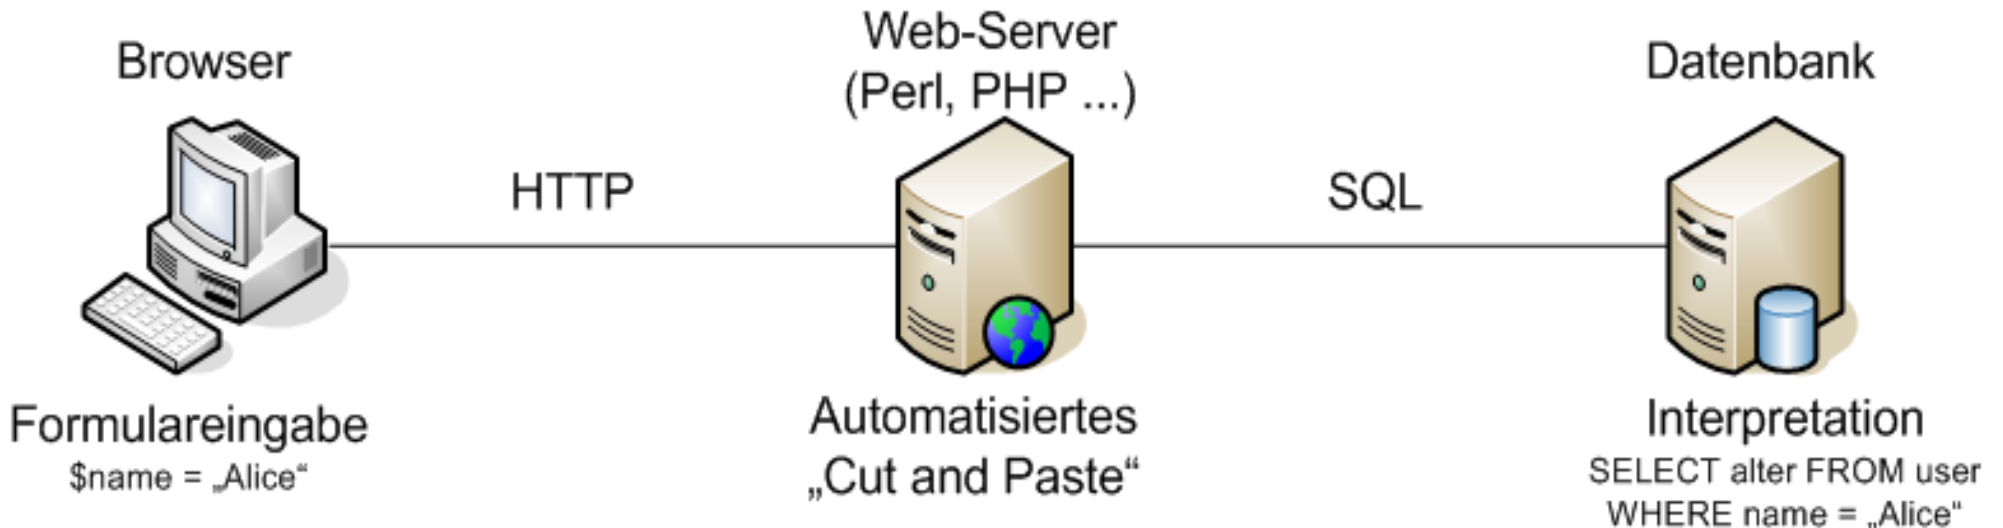 Browser
Web-Server
(Perl, PHP ...)
Datenbank
HTTP
SQL
Formulareingabe
$name = „Alice“
Automatisiertes
„Cut and Paste“
Interpretation
SELECT alter FROM user
WHERE name = „Alice“